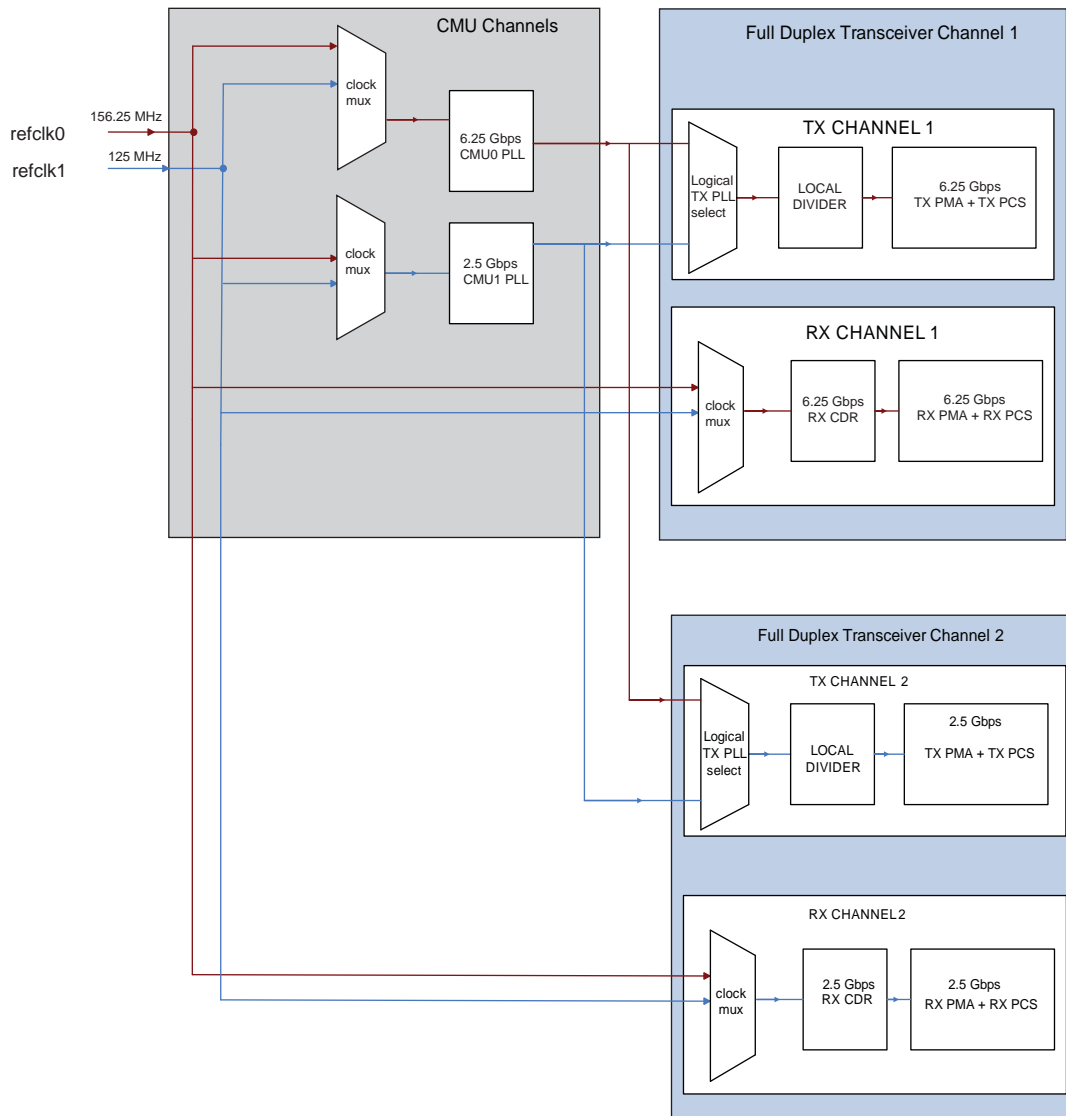 CMU Channels
Full Duplex Transceiver Channel 1
156.25 MHz
refclk0
125 MHz
refclk1
clock
mux
6.25 Gbps
CMU0 PLL
clock
mux
2.5 Gbps
CMU1 PLL
TX CHANNEL 1
Logical
TX PLL
select
LOCAL
DIVIDER
6.25 Gbps
TX PMA + TX PCS
RX CHANNEL 1
clock
mux
6.25 Gbps
RX CDR
6.25 Gbps
RX PMA + RX PCS
Full Duplex Transceiver Channel 2
TX CHANNEL 2
Logical
TX PLL
select
LOCAL
DIVIDER
2.5 Gbps
TX PMA + TX PCS
RX CHANNEL2
clock
mux
2.5 Gbps
RX CDR
2.5 Gbps
RX PMA + RX PCS